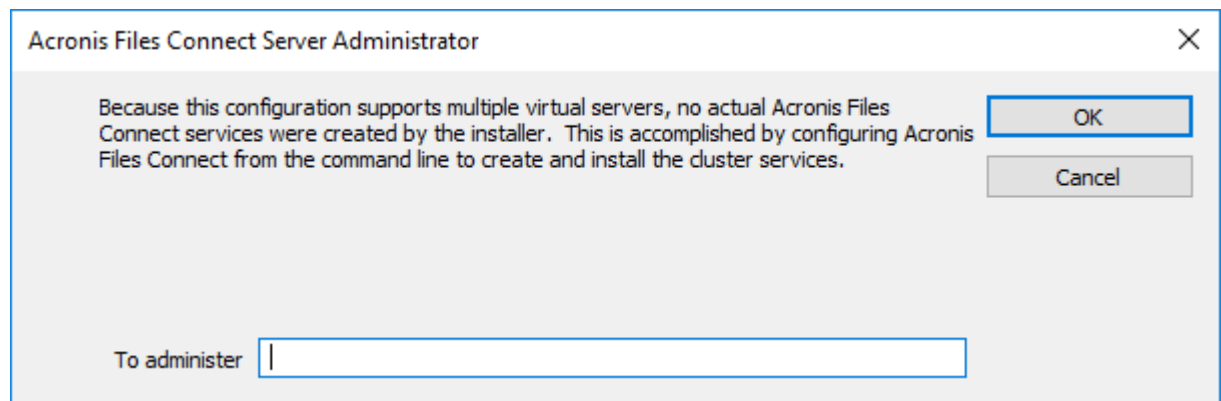 Acronis Files Connect Server Administrator
Because this configuration supports multiple virtual servers, no actual Acronis Files
Connect services were created by the installer.  This is accomplished by configuring Acronis
Files Connect from the command line to create and install the cluster services.
OK
Cancel
To administer